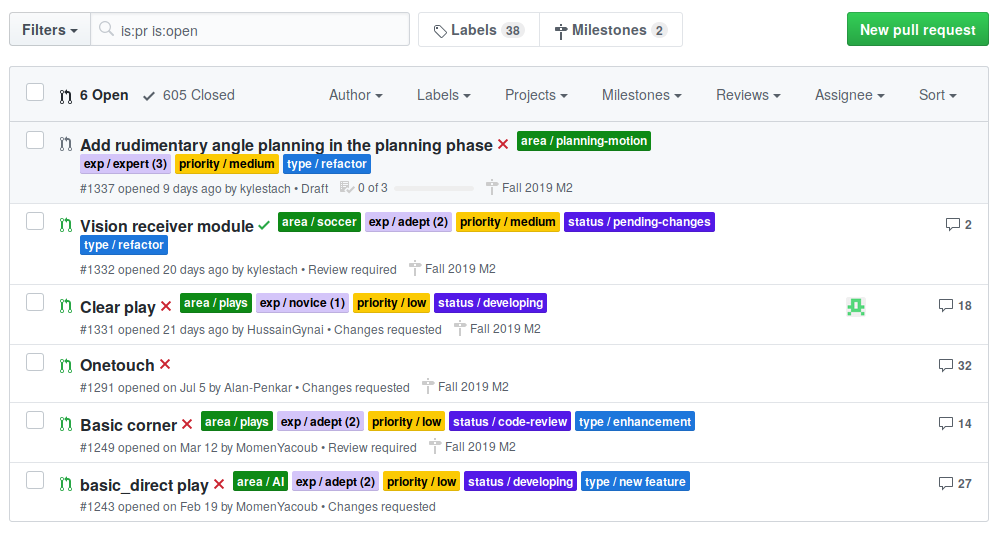 Filters is:pr is:open Labels 38 Milestones 2 New pull request
6 Open 605 Closed Author Labels Projects Milestones Reviews Assignee Sort
Add rudimentary angle planning in the planning phase area / planning-motion
exp / expert (3) priority / medium type / refactor
#1337 opened 9 days ago by kylestach • Draft 0 of 3 Fall 2019 M2
Vision receiver module area / soccer exp / adept (2) priority / medium status / pending-changes 2
type / refactor
#1332 opened 20 days ago by kylestach • Review required Fall 2019 M2
Clear play area / plays exp / novice (1) priority / low status / developing 18
#1331 opened 21 days ago by HussainGynai • Changes requested Fall 2019 M2
Onetouch 32
#1291 opened on Jul 5 by Alan-Penkar • Changes requested Fall 2019 M2
Basic corner area / plays exp / adept (2) priority / low status / code-review type / enhancement 14
#1249 opened on Mar 12 by MomenYacoub • Review required Fall 2019 M2
basic_direct play area / AI exp / adept (2) priority / low status / developing type / new feature 27
#1243 opened on Feb 19 by MomenYacoub • Changes requested